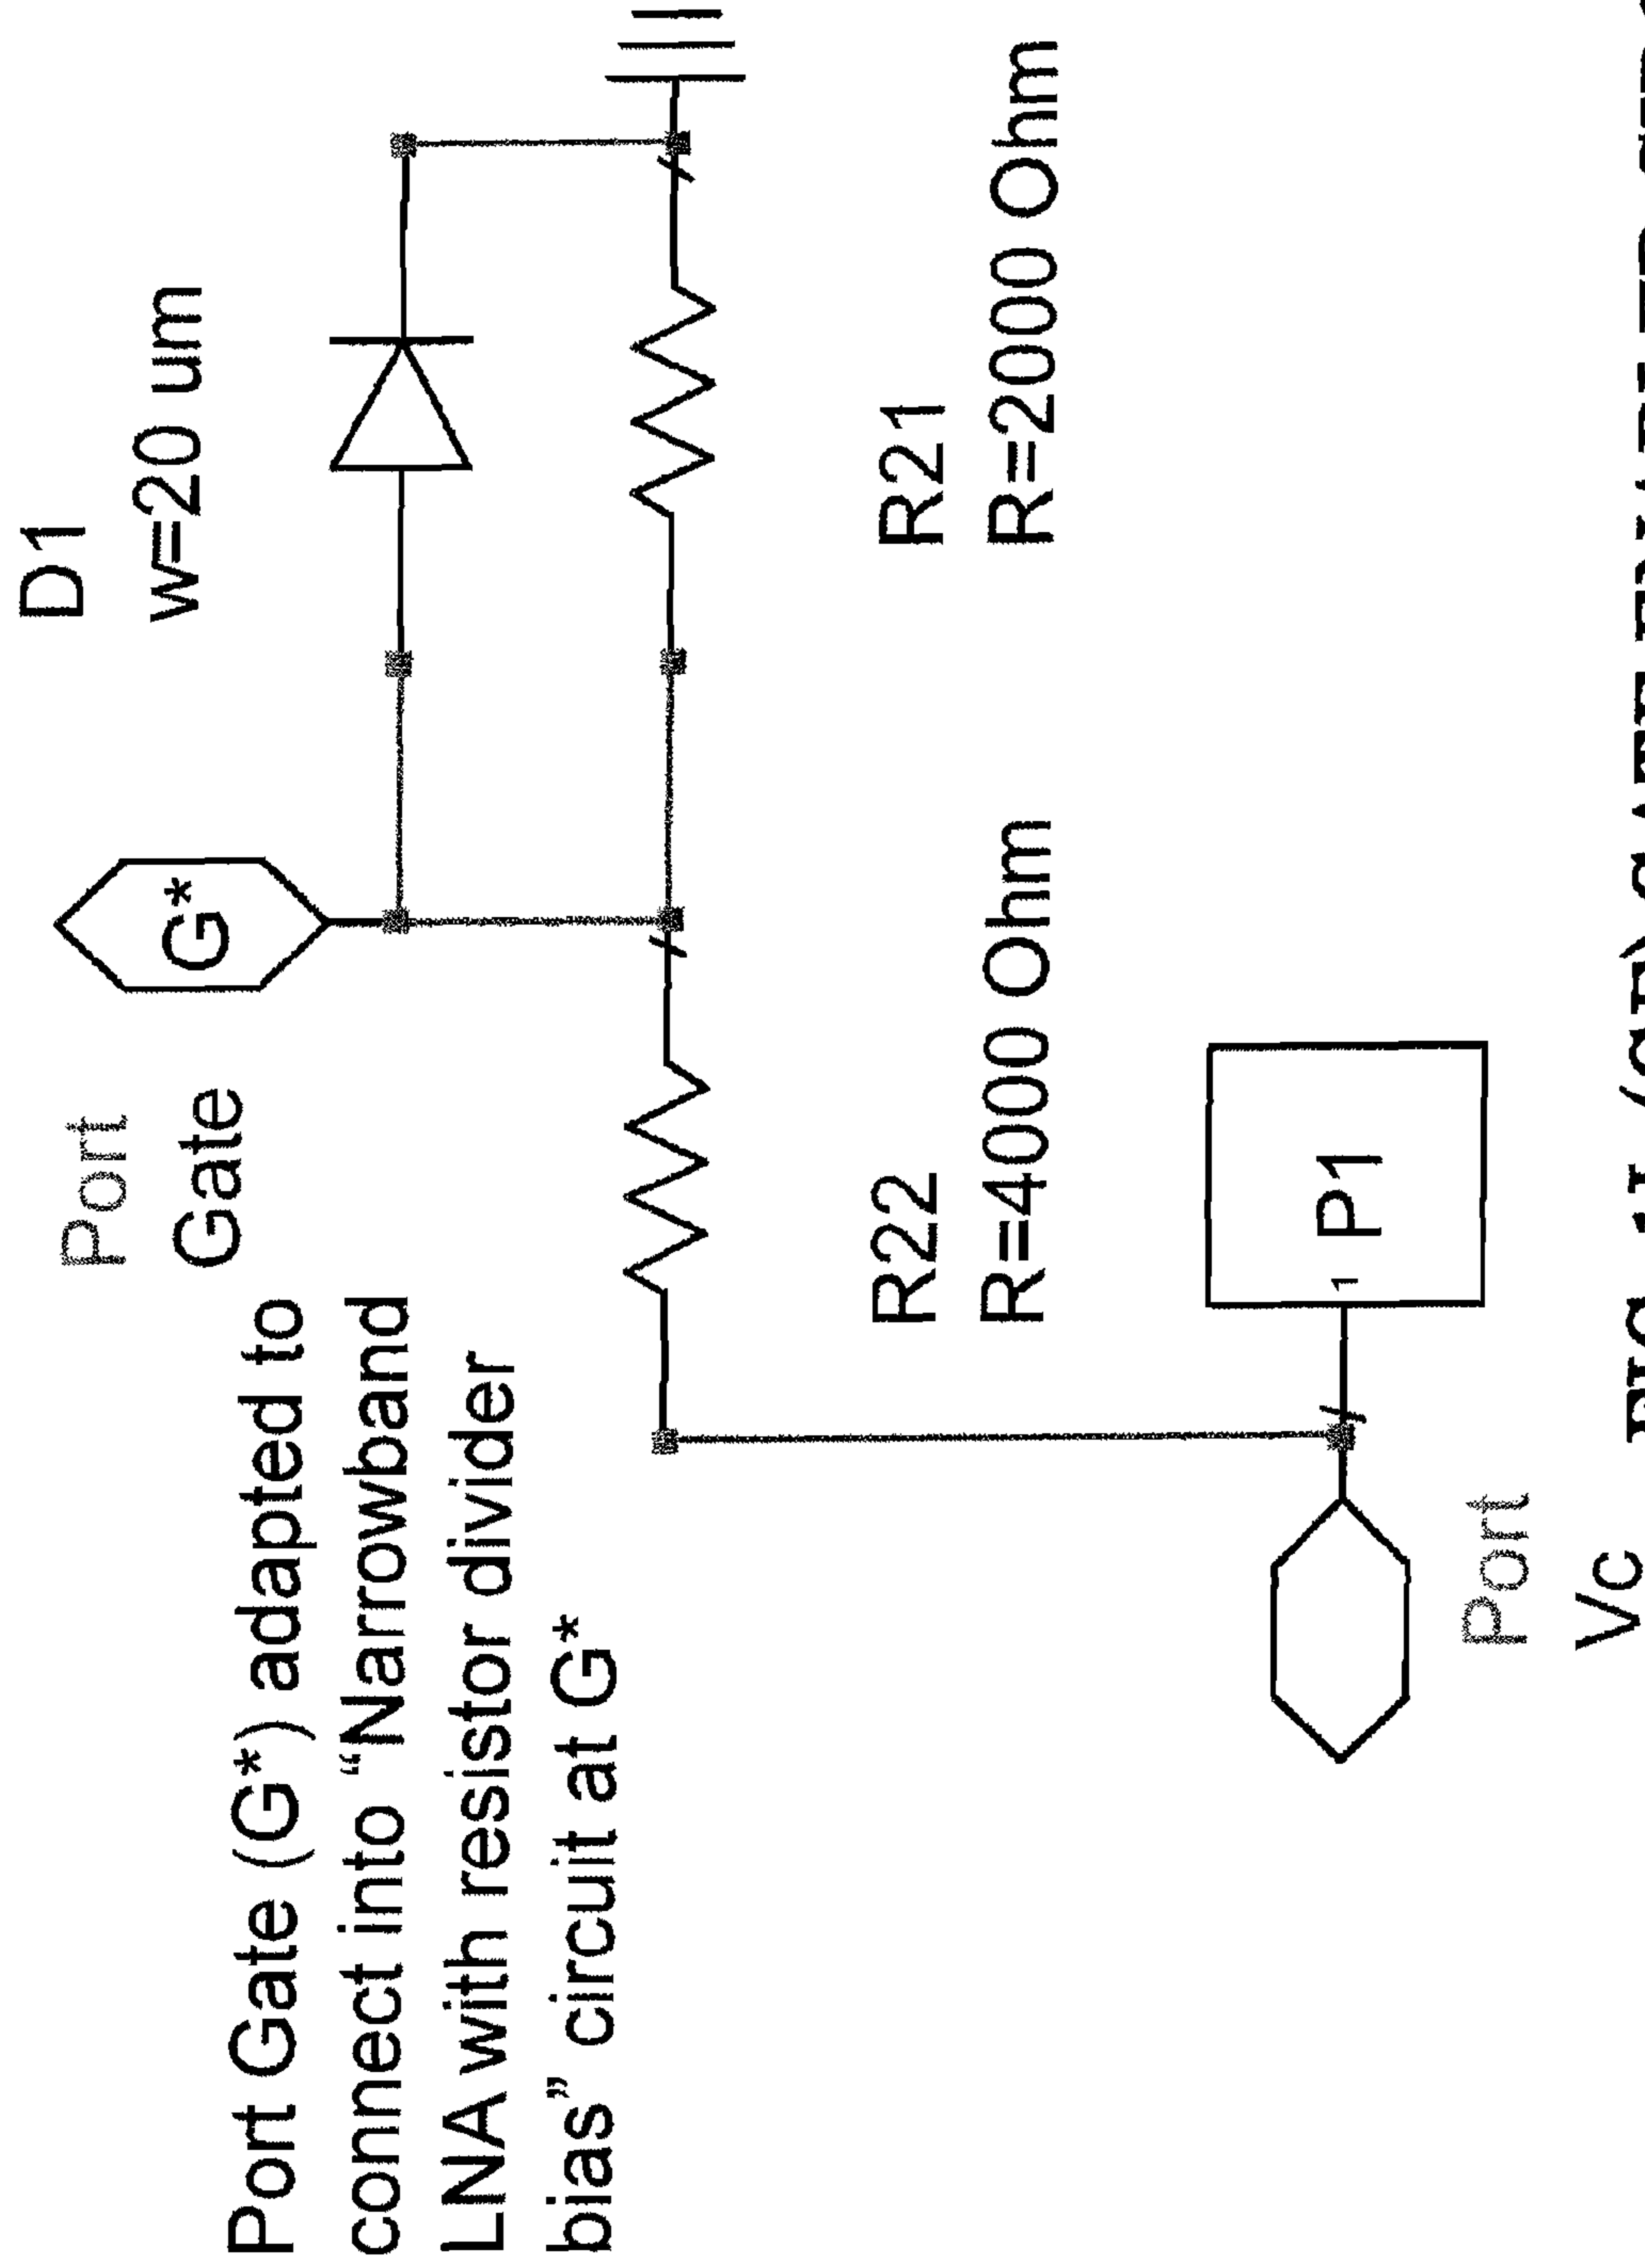 Port Gate (G*) adapted to
connect into “Narrowband
LNA with resistor divider
bias” circuit at G*
Port
Gate
G*
D1
w=20 um
R22
R=4000 Ohm
R21
R=2000 Ohm
1
P1
Port
Vc